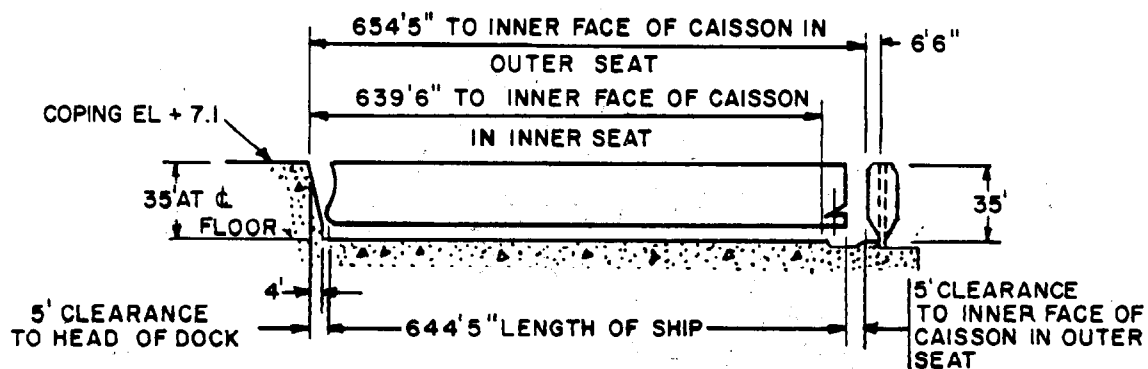 654'5" TO INNER FACE OF CAISSON IN
OUTER SEAT
6'6"
639'6" TO INNER FACE OF CAISSON
IN INNER SEAT
COPING EL + 7.1
35' AT ℄
FLOOR
35'
4'
5' CLEARANCE
TO HEAD OF DOCK
644'5" LENGTH OF SHIP
5' CLEARANCE
TO INNER FACE OF
CAISSON IN OUTER
SEAT